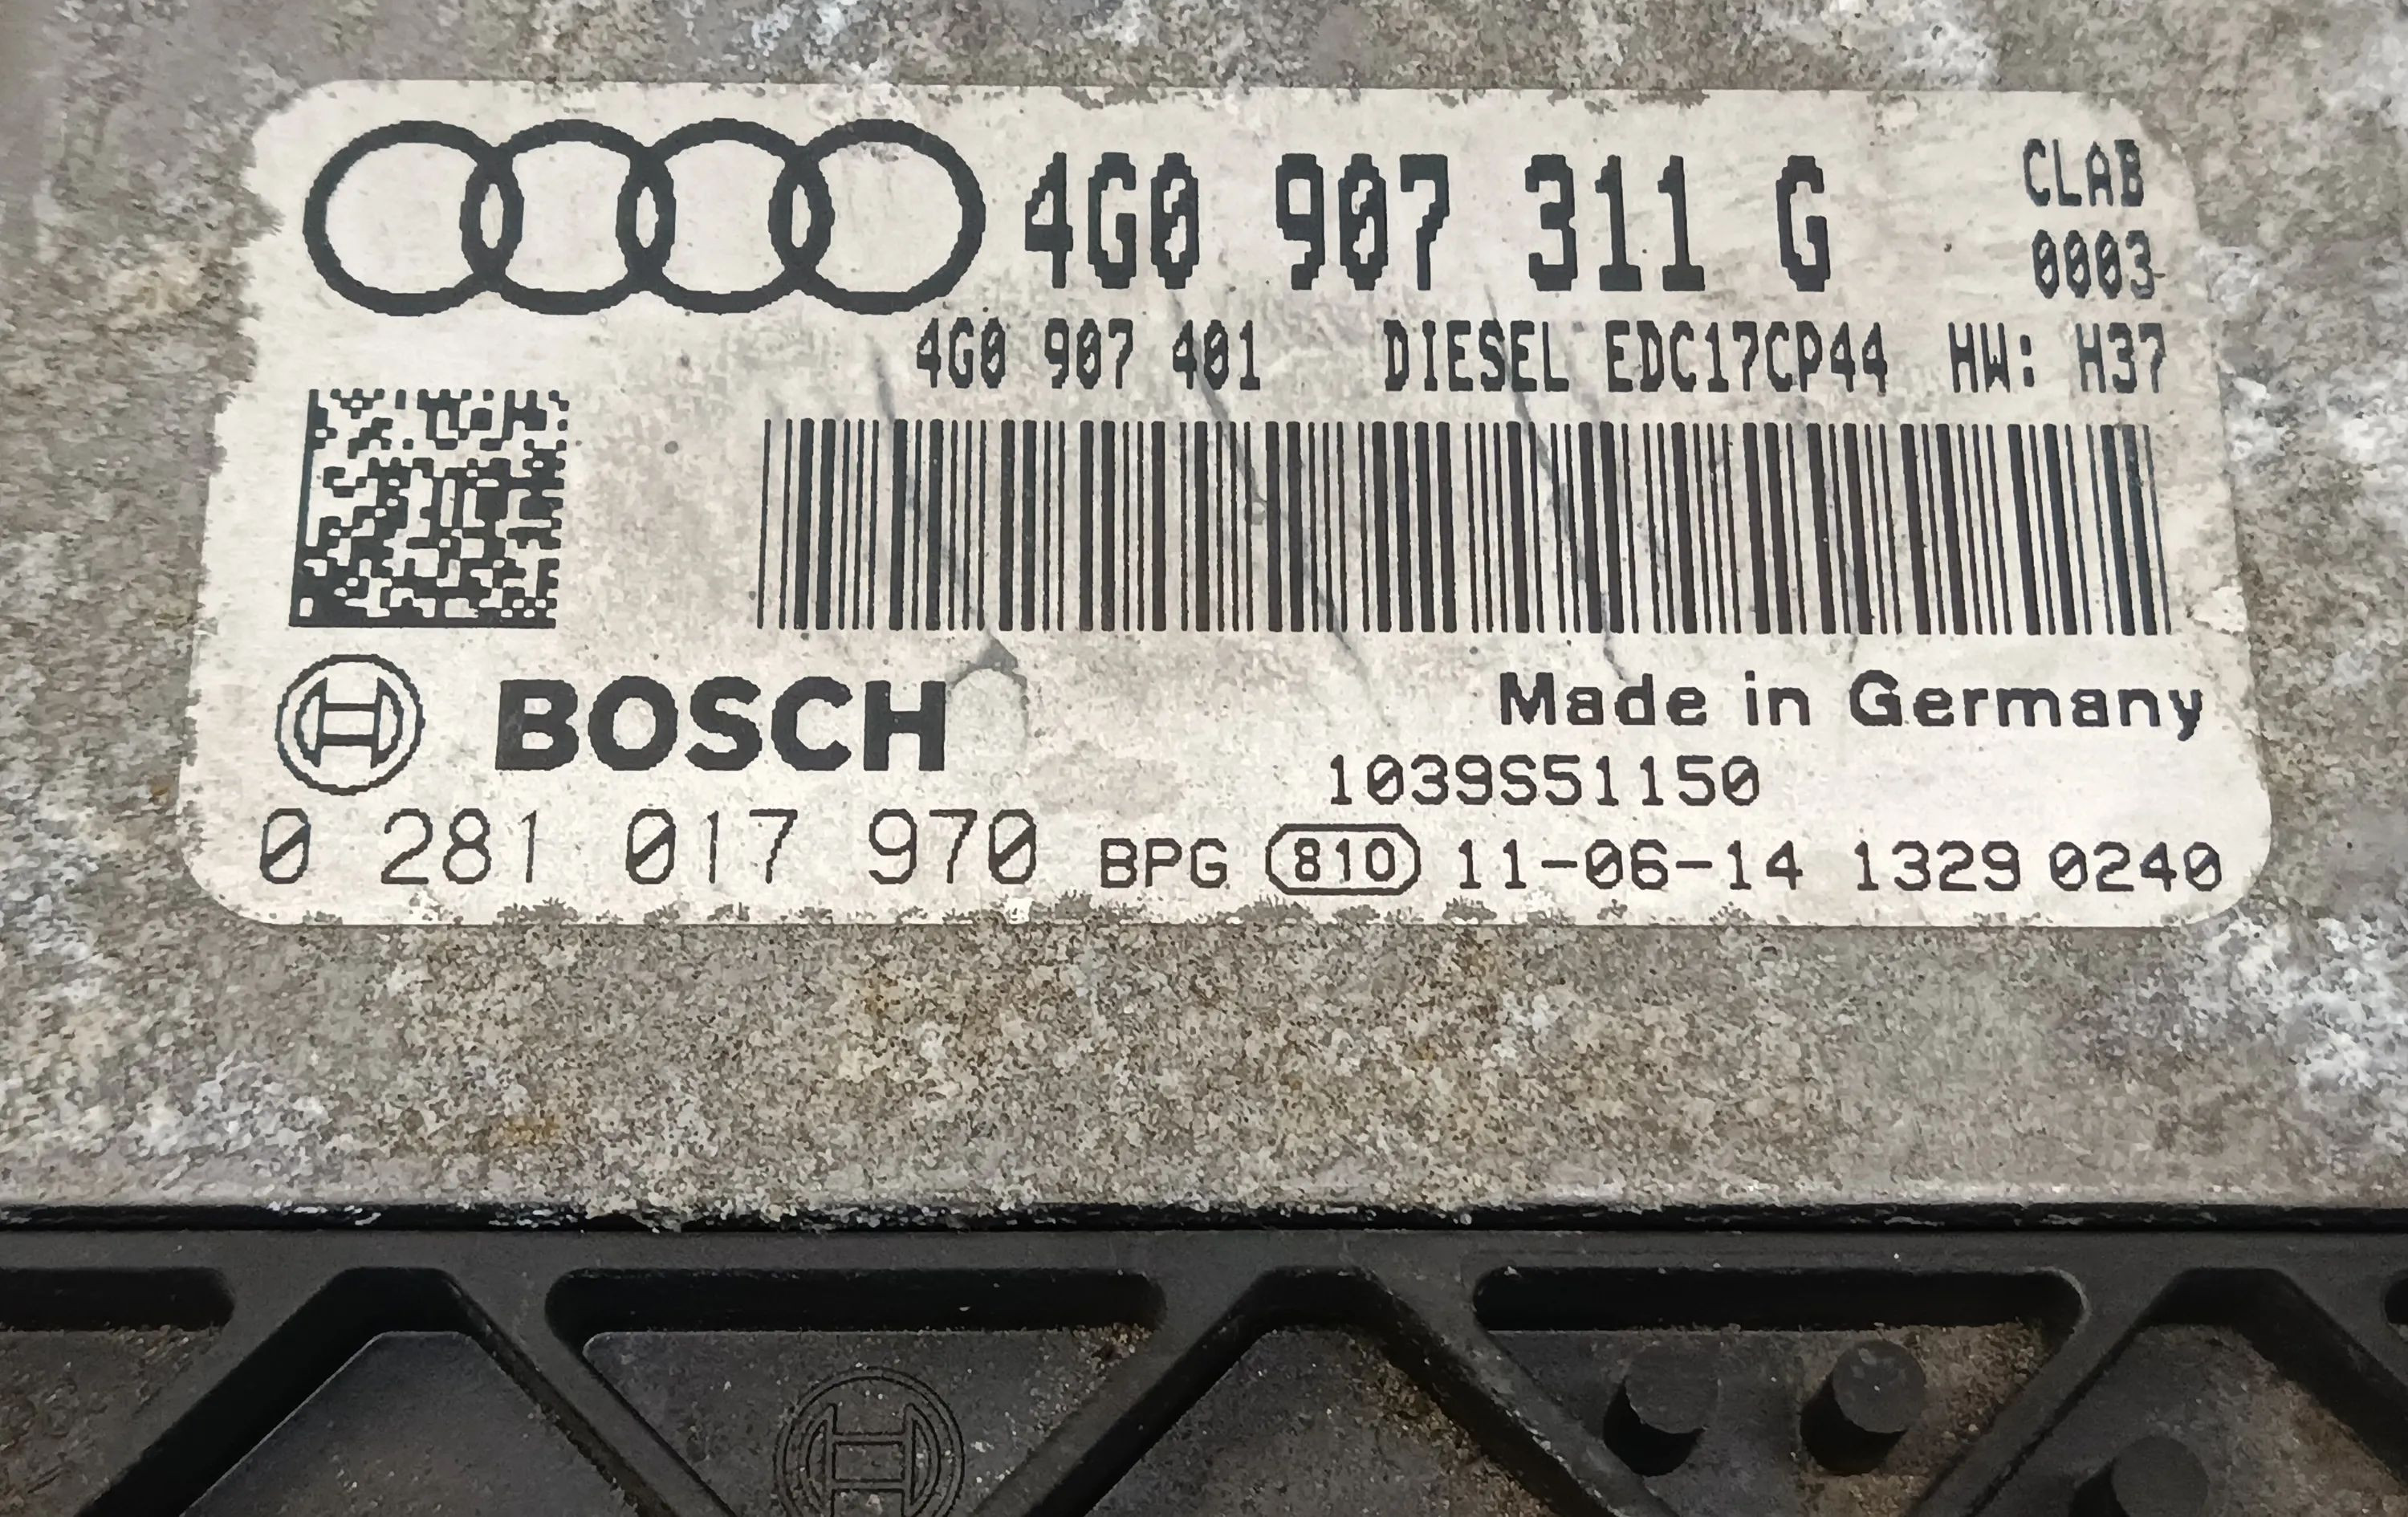 4G0 907 311 G
CLAB
0003
4G0 907 401 DIESEL EDC17CP44 HW: H37
BOSCH
Made in Germany
1039S51150
0 281 017 970 BPG 810 11-06-14 1329 0240